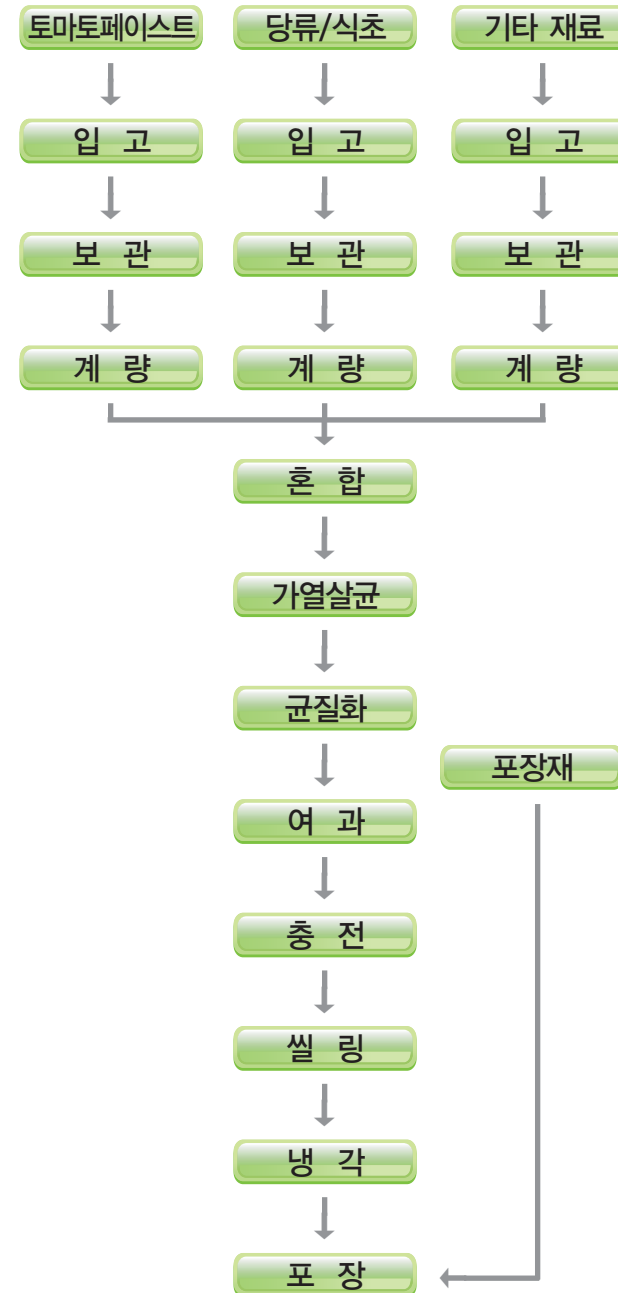 토마토페이스트 당류/식초 기타 재료
입 고 입 고 입 고
보 관 보 관 보 관
계 량 계 량 계 량
혼 합
가열살균
균질화
포장재
여 과
충 전
씰 링
냉 각
포 장